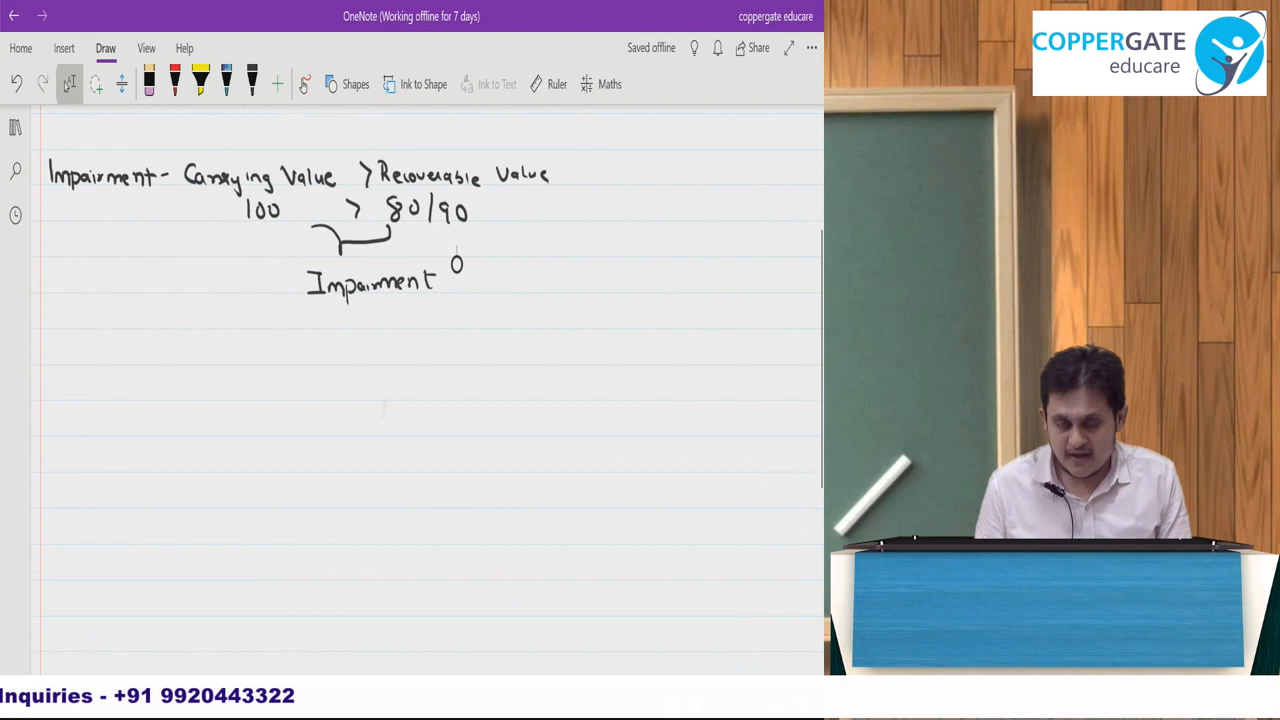 OneNote (Working offline for 7 days)
coppergate educare
Home Insert Draw View Help
Saved offline Share
Shapes Ink to Shape Ink to Text Ruler Maths
COPPERGATE
educare
Impairment - Carrying Value > Recoverable Value
100 > 80/90
Impairment 0
Inquiries - +91 9920443322